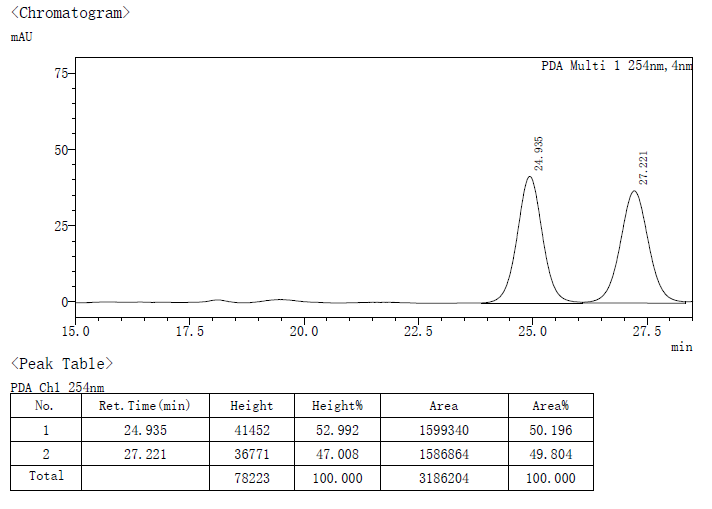 <Chromatogram>
mAU
PDA Multi 1 254nm,4nm
75
50
25
0
24.935
27.221
15.0 17.5 20.0 22.5 25.0 27.5
min
<Peak Table>
PDA Ch1 254nm
No. Ret.Time(min) Height Height% Area Area%
1 24.935 41452 52.992 1599340 50.196
2 27.221 36771 47.008 1586864 49.804
Total 78223 100.000 3186204 100.000